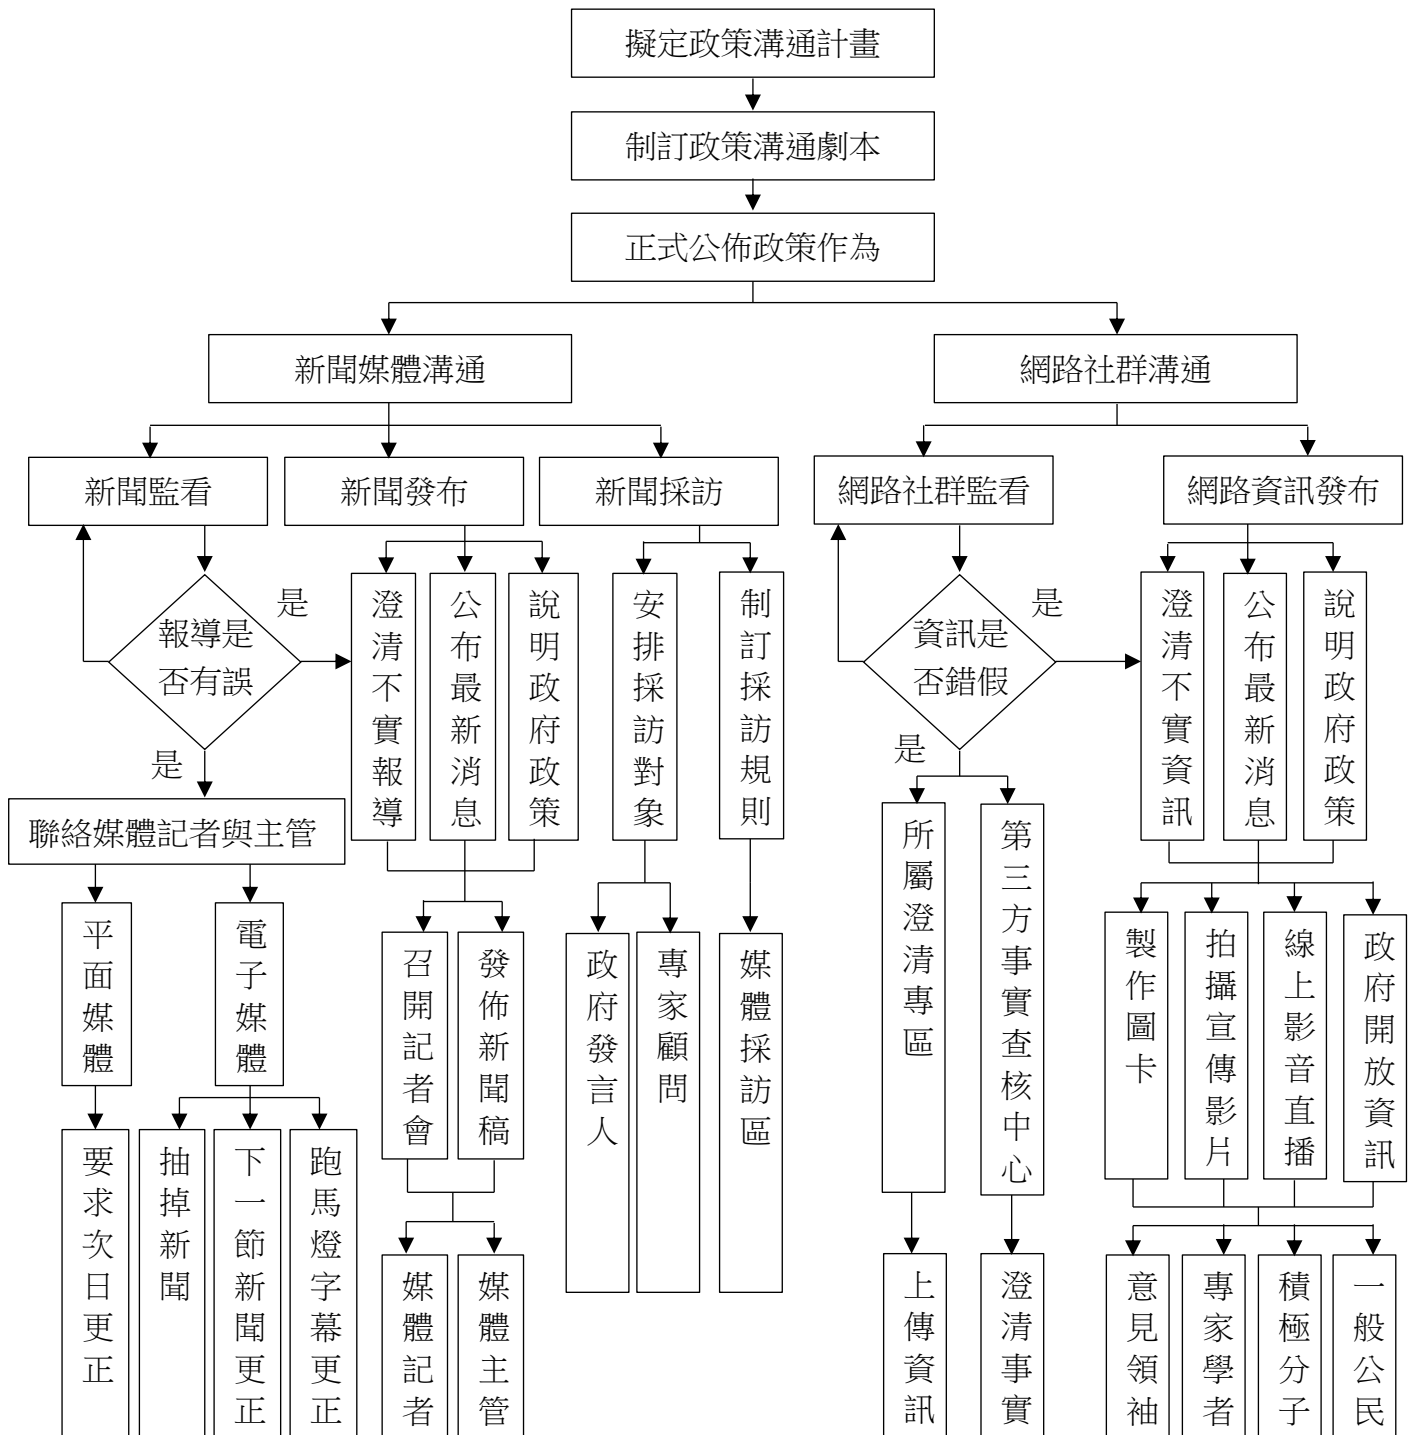 擬定政策溝通計畫
制訂政策溝通劇本
正式公佈政策作為
新聞媒體溝通
網路社群溝通
新聞監看
新聞發布
新聞採訪
網路社群監看
網路資訊發布
報導是
否有誤
是
是
澄清不實報導
公布最新消息
說明政府政策
安排採訪對象
制訂採訪規則
資訊是
否錯假
是
是
澄清不實資訊
公布最新消息
說明政府政策
聯絡媒體記者與主管
平面媒體
電子媒體
召開記者會
發佈新聞稿
政府發言人
專家顧問
媒體採訪區
所屬澄清專區
第三方事實查核中心
製作圖卡
拍攝宣傳影片
線上影音直播
政府開放資訊
要求次日更正
抽掉新聞
下一節新聞更正
跑馬燈字幕更正
媒體記者
媒體主管
上傳資訊
澄清事實
意見領袖
專家學者
積極分子
一般公民